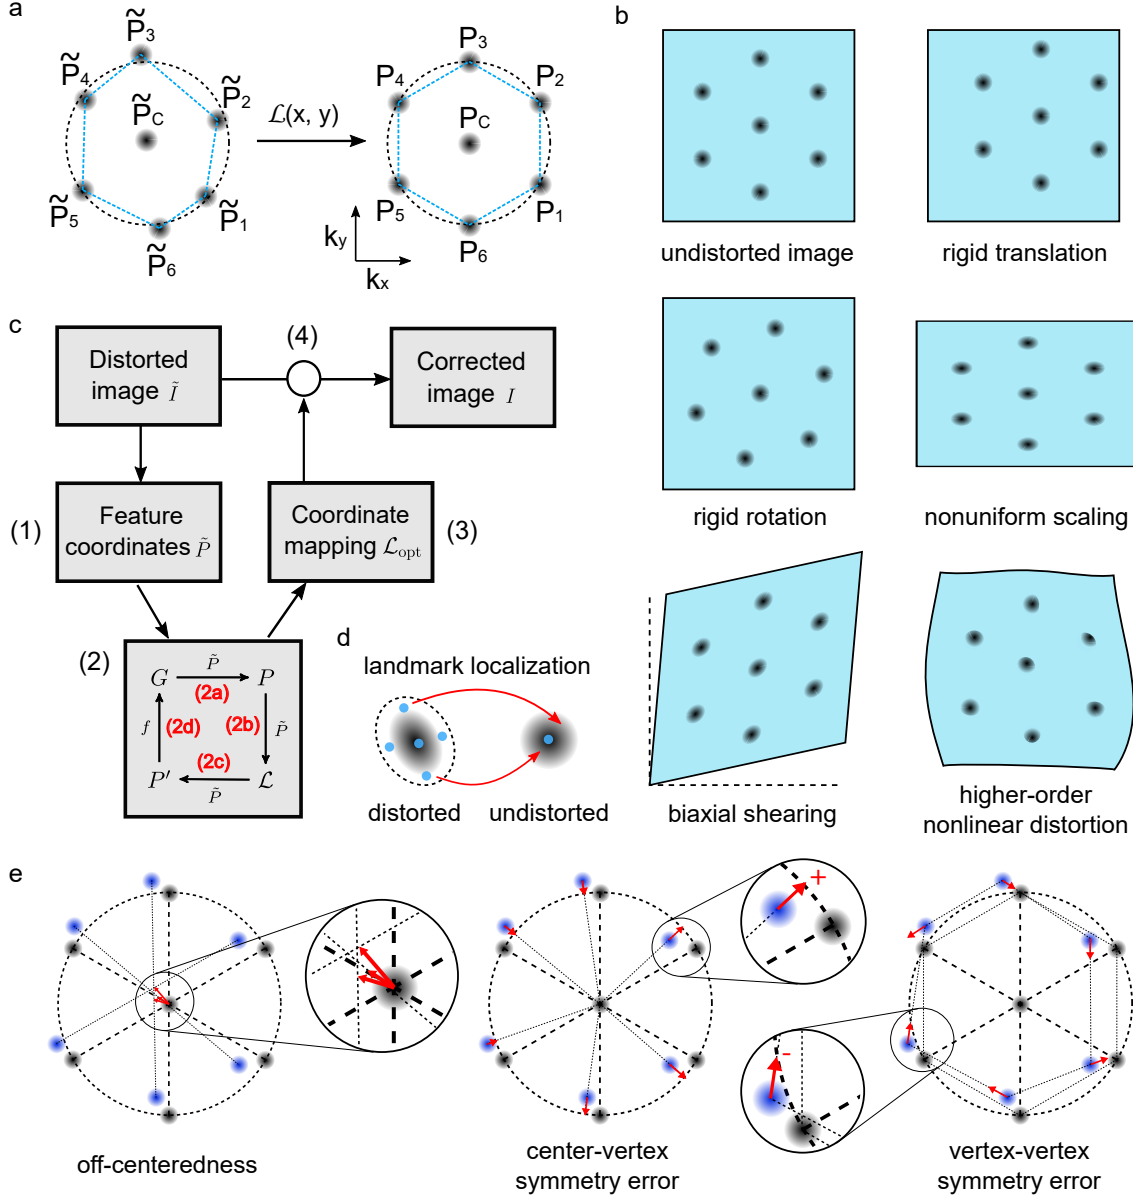 a
P̃3
P̃4
P̃2
P̃C
P̃5
P̃1
P̃6
ℒ(x, y)
P3
P4
P2
PC
P5
P1
P6
ky
kx
b
undistorted image
rigid translation
rigid rotation
nonuniform scaling
biaxial shearing
higher-order
nonlinear distortion
c
Distorted
image Ĩ
(4)
Corrected
image I
(1)
Feature
coordinates P̃
Coordinate
mapping ℒopt
(3)
(2)
G
P̃
P
(2a)
f
(2d)
(2b)
P̃
(2c)
P′
P̃
ℒ
d
landmark localization
distorted
undistorted
e
+
-
off-centeredness
center-vertex
symmetry error
vertex-vertex
symmetry error